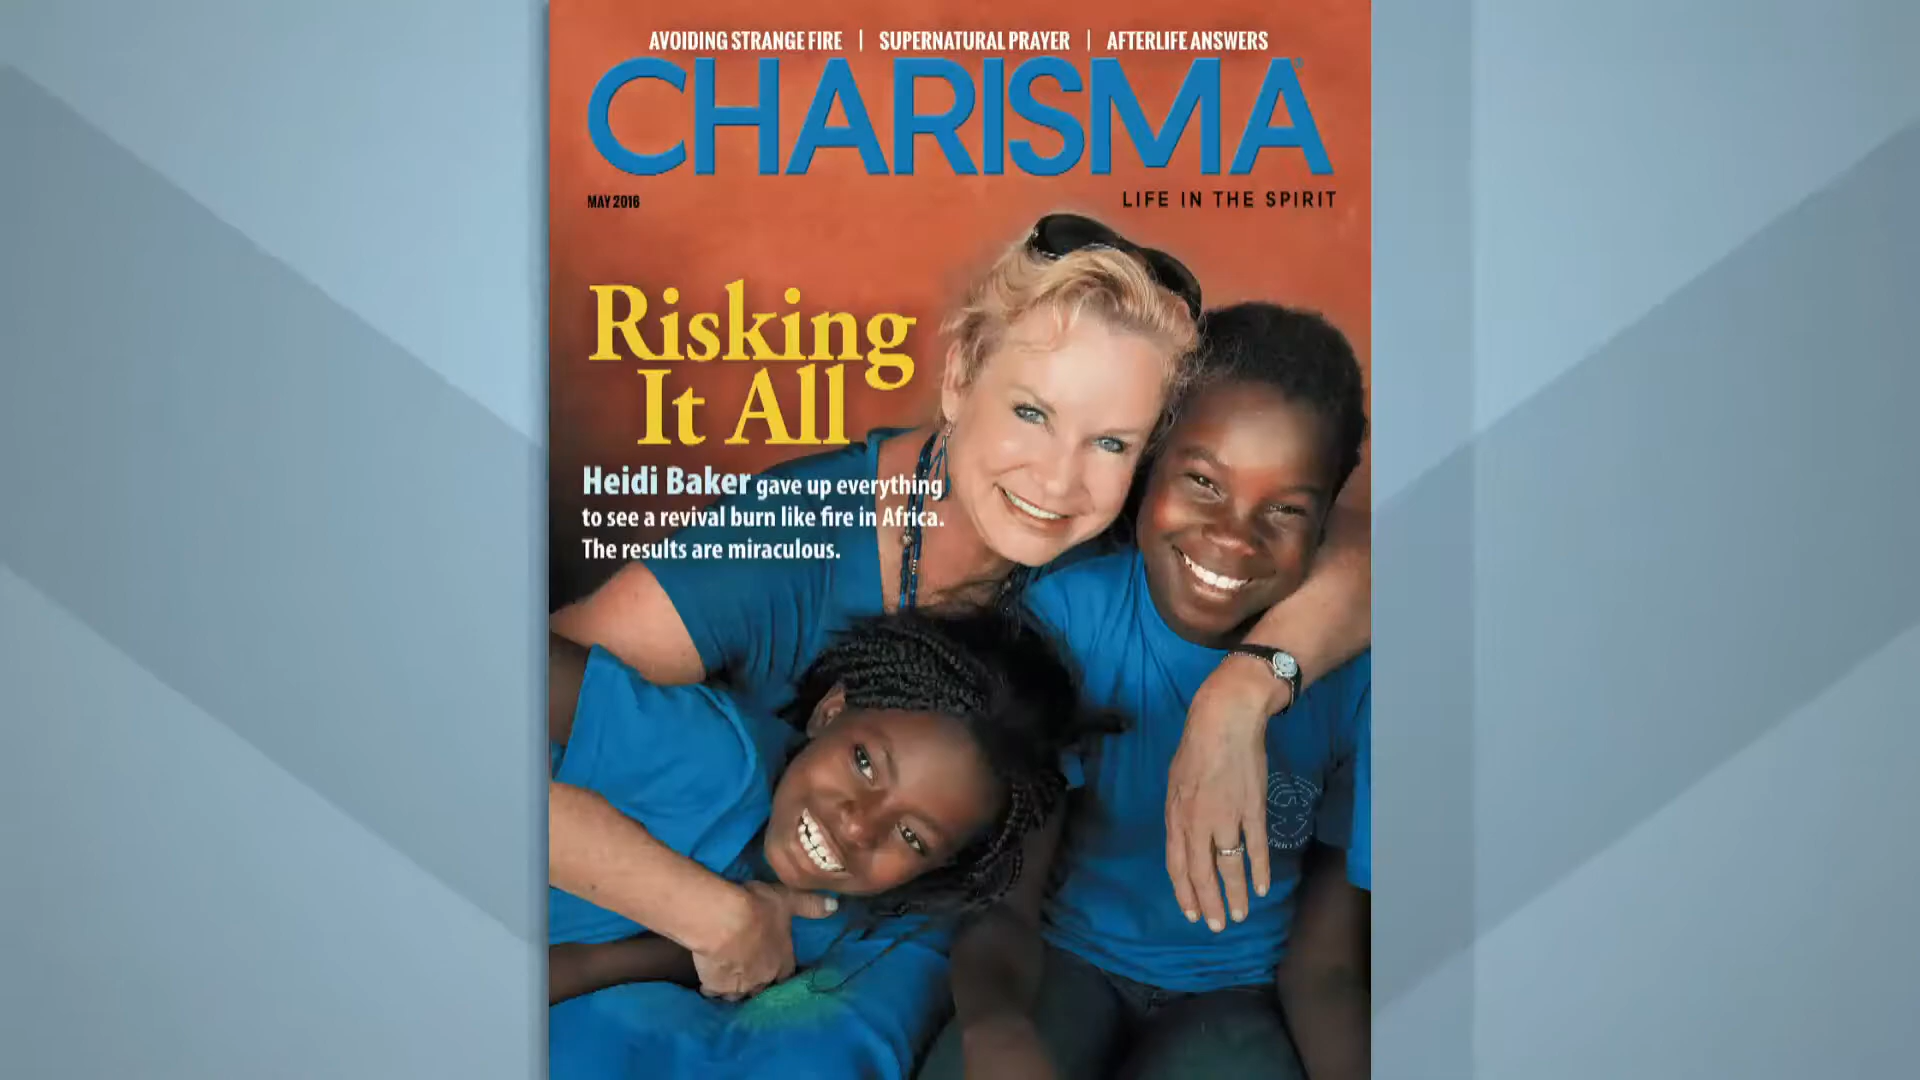 AVOIDING STRANGE FIRE | SUPERNATURAL PRAYER | AFTERLIFE ANSWERS
CHARISMA
MAY 2016
LIFE IN THE SPIRIT
Risking
It All
Heidi Baker gave up everything
to see a revival burn like fire in Africa.
The results are miraculous.